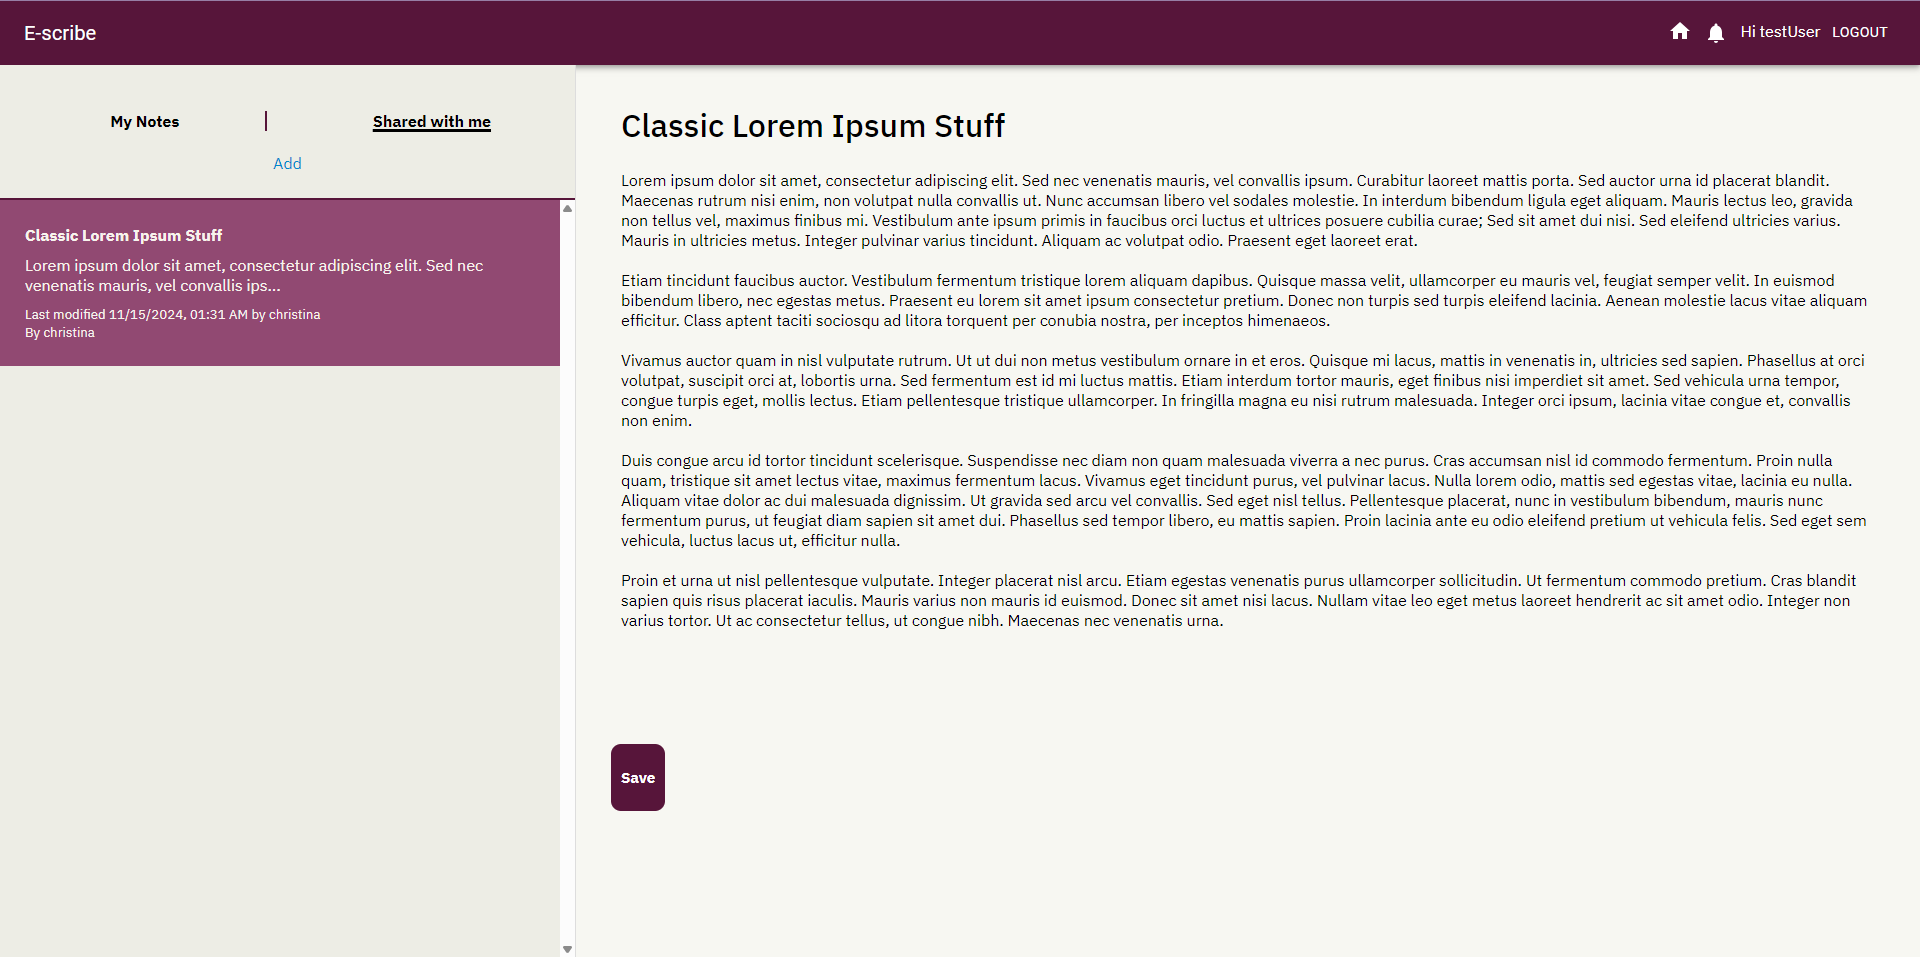 E-scribe
Hi testUser LOGOUT
My Notes
Shared with me
Add
Classic Lorem Ipsum Stuff
Lorem ipsum dolor sit amet, consectetur adipiscing elit. Sed nec
venenatis mauris, vel convallis ips...
Last modified 11/15/2024, 01:31 AM by christina
By christina
Classic Lorem Ipsum Stuff
Lorem ipsum dolor sit amet, consectetur adipiscing elit. Sed nec venenatis mauris, vel convallis ipsum. Curabitur laoreet mattis porta. Sed auctor urna id placerat blandit.
Maecenas rutrum nisi enim, non volutpat nulla convallis ut. Nunc accumsan libero vel sodales molestie. In interdum bibendum ligula eget aliquam. Mauris lectus leo, gravida
non tellus vel, maximus finibus mi. Vestibulum ante ipsum primis in faucibus orci luctus et ultrices posuere cubilia curae; Sed sit amet dui nisi. Sed eleifend ultricies varius.
Mauris in ultricies metus. Integer pulvinar varius tincidunt. Aliquam ac volutpat odio. Praesent eget laoreet erat.
Etiam tincidunt faucibus auctor. Vestibulum fermentum tristique lorem aliquam dapibus. Quisque massa velit, ullamcorper eu mauris vel, feugiat semper velit. In euismod
bibendum libero, nec egestas metus. Praesent eu lorem sit amet ipsum consectetur pretium. Donec non turpis sed turpis eleifend lacinia. Aenean molestie lacus vitae aliquam
efficitur. Class aptent taciti sociosqu ad litora torquent per conubia nostra, per inceptos himenaeos.
Vivamus auctor quam in nisl vulputate rutrum. Ut ut dui non metus vestibulum ornare in et eros. Quisque mi lacus, mattis in venenatis in, ultricies sed sapien. Phasellus at orci
volutpat, suscipit orci at, lobortis urna. Sed fermentum est id mi luctus mattis. Etiam interdum tortor mauris, eget finibus nisi imperdiet sit amet. Sed vehicula urna tempor,
congue turpis eget, mollis lectus. Etiam pellentesque tristique ullamcorper. In fringilla magna eu nisi rutrum malesuada. Integer orci ipsum, lacinia vitae congue et, convallis
non enim.
Duis congue arcu id tortor tincidunt scelerisque. Suspendisse nec diam non quam malesuada viverra a nec purus. Cras accumsan nisl id commodo fermentum. Proin nulla
quam, tristique sit amet lectus vitae, maximus fermentum lacus. Vivamus eget tincidunt purus, vel pulvinar lacus. Nulla lorem odio, mattis sed egestas vitae, lacinia eu nulla.
Aliquam vitae dolor ac dui malesuada dignissim. Ut gravida sed arcu vel convallis. Sed eget nisl tellus. Pellentesque placerat, nunc in vestibulum bibendum, mauris nunc
fermentum purus, ut feugiat diam sapien sit amet dui. Phasellus sed tempor libero, eu mattis sapien. Proin lacinia ante eu odio eleifend pretium ut vehicula felis. Sed eget sem
vehicula, luctus lacus ut, efficitur nulla.
Proin et urna ut nisl pellentesque vulputate. Integer placerat nisl arcu. Etiam egestas venenatis purus ullamcorper sollicitudin. Ut fermentum commodo pretium. Cras blandit
sapien quis risus placerat iaculis. Mauris varius non mauris id euismod. Donec sit amet nisi lacus. Nullam vitae leo eget metus laoreet hendrerit ac sit amet odio. Integer non
varius tortor. Ut ac consectetur tellus, ut congue nibh. Maecenas nec venenatis urna.
Save